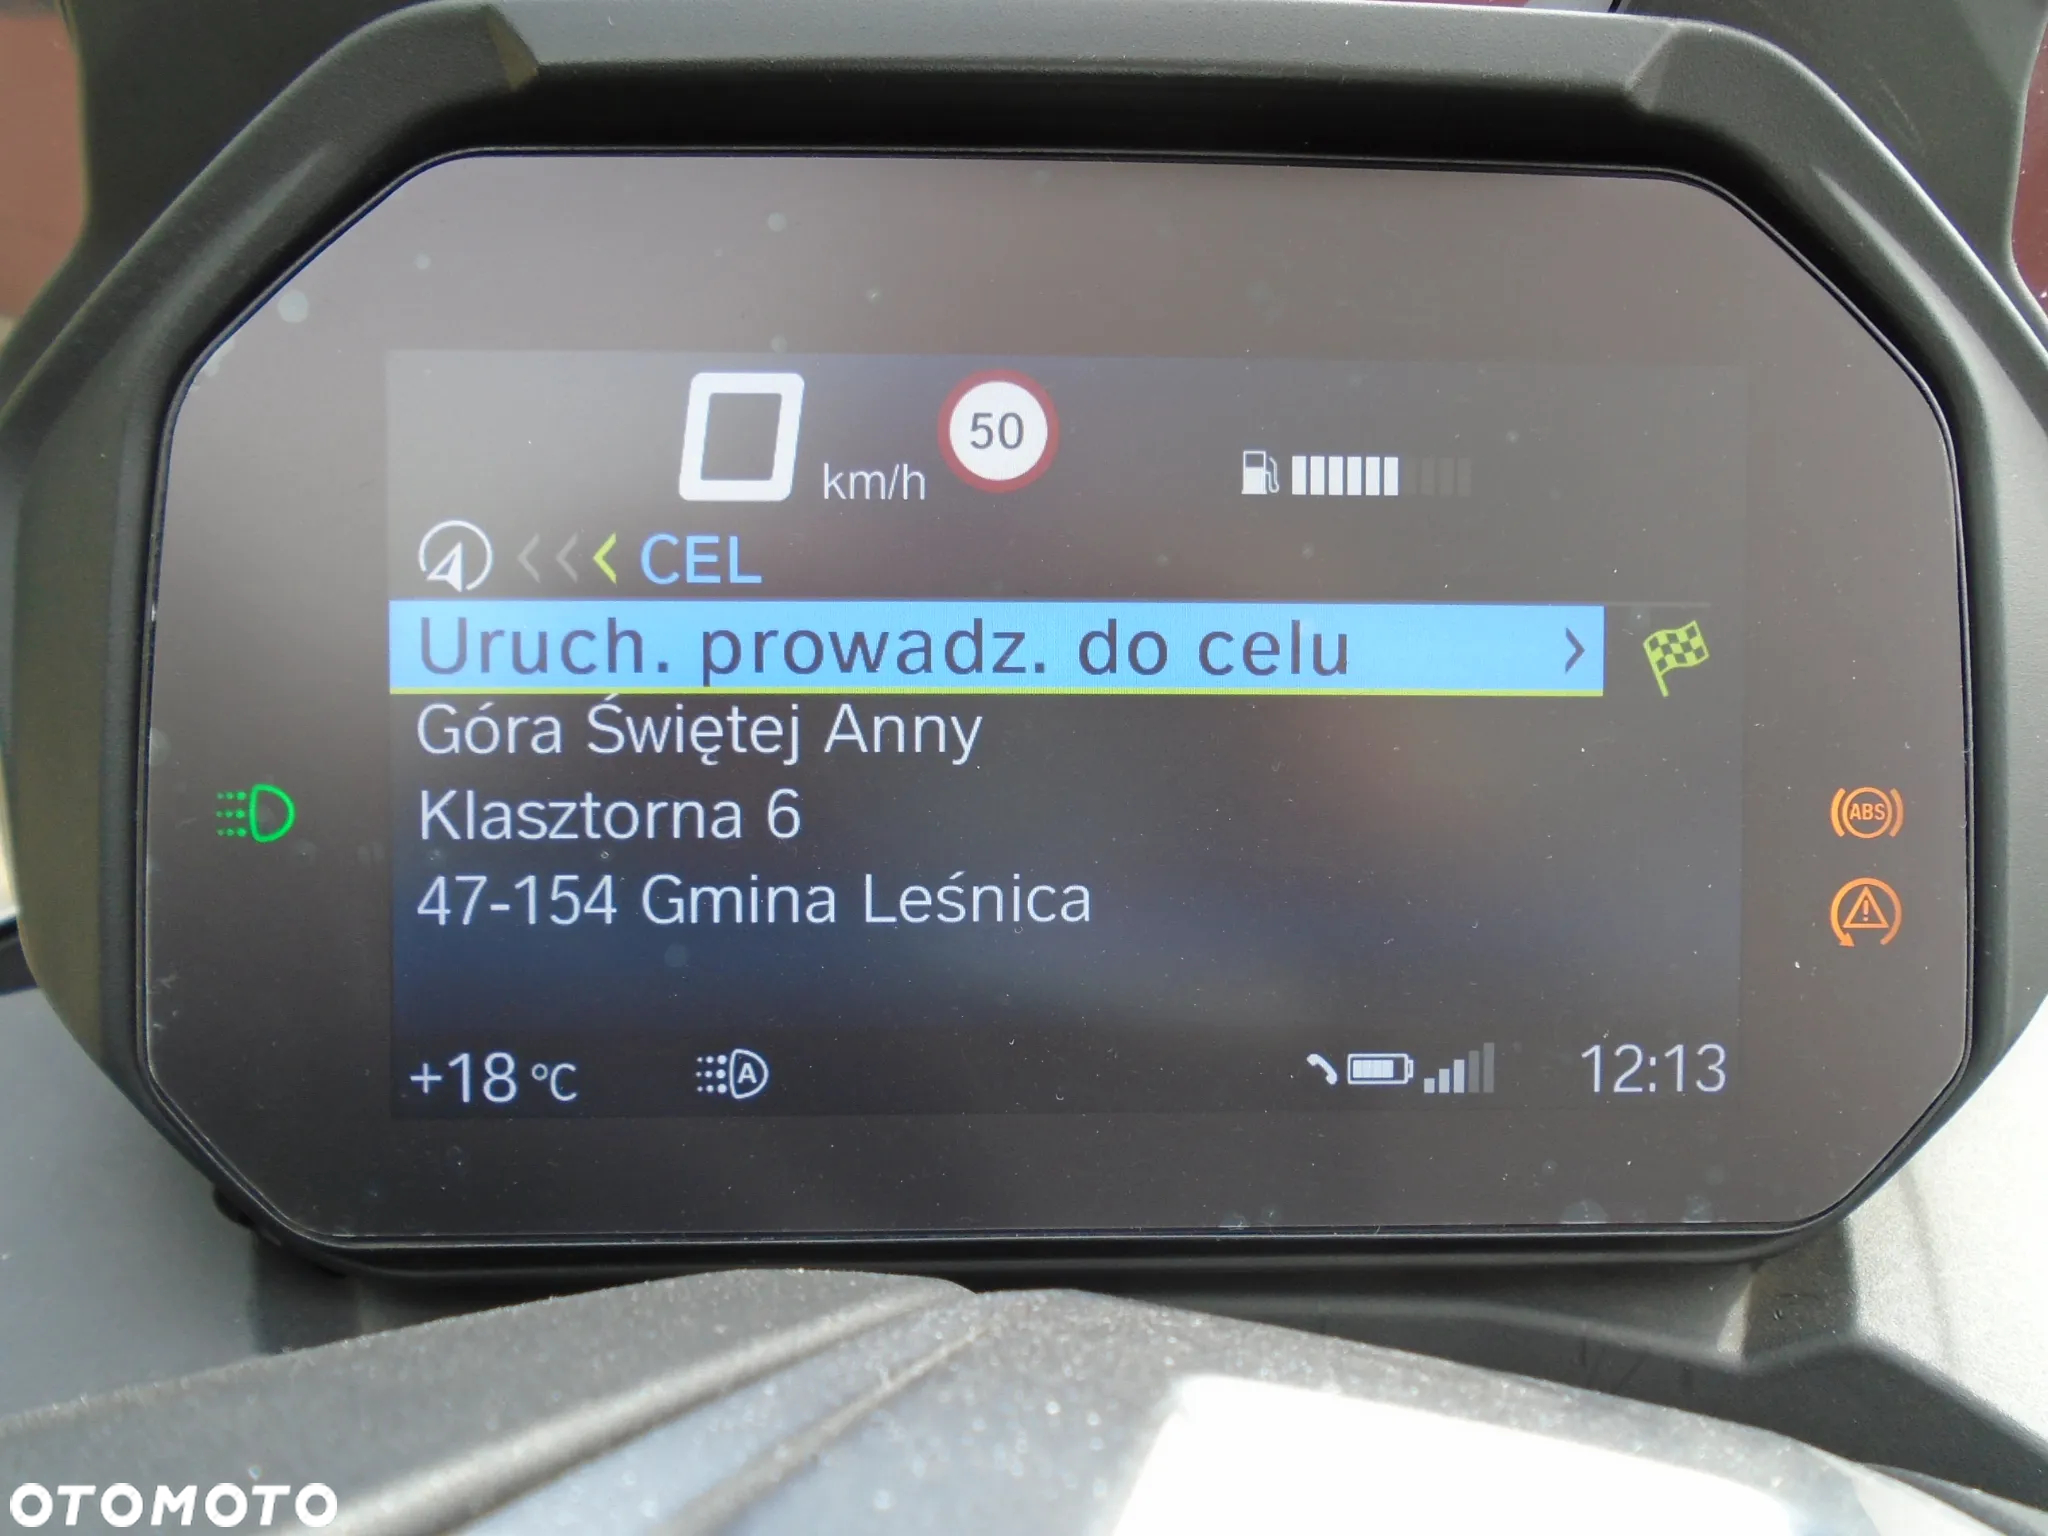 0 km/h 50
CEL
Uruch. prowadz. do celu
Góra Świętej Anny
Klasztorna 6
47-154 Gmina Leśnica
ABS
+18 °C A 12:13
OTOMOTO